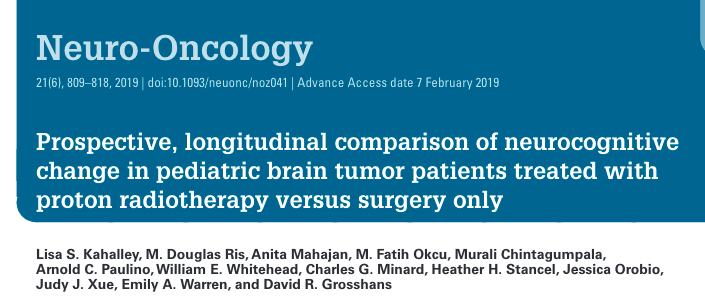 Neuro-Oncology
21(6), 809–818, 2019 | doi:10.1093/neuonc/noz041 | Advance Access date 7 February 2019
Prospective, longitudinal comparison of neurocognitive
change in pediatric brain tumor patients treated with
proton radiotherapy versus surgery only
Lisa S. Kahalley, M. Douglas Ris, Anita Mahajan, M. Fatih Okcu, Murali Chintagumpala,
Arnold C. Paulino, William E. Whitehead, Charles G. Minard, Heather H. Stancel, Jessica Orobio,
Judy J. Xue, Emily A. Warren, and David R. Grosshans